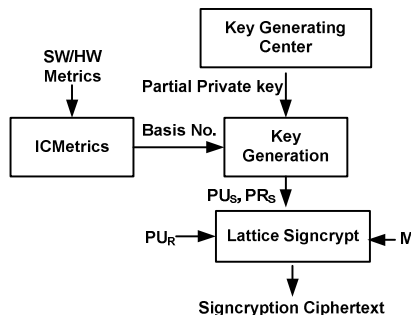 Key Generating
Center
SW/HW
Metrics
Partial Private key
ICMetrics
Basis No.
Key
Generation
PUS, PRS
PUR
Lattice Signcrypt
M
Signcryption Ciphertext